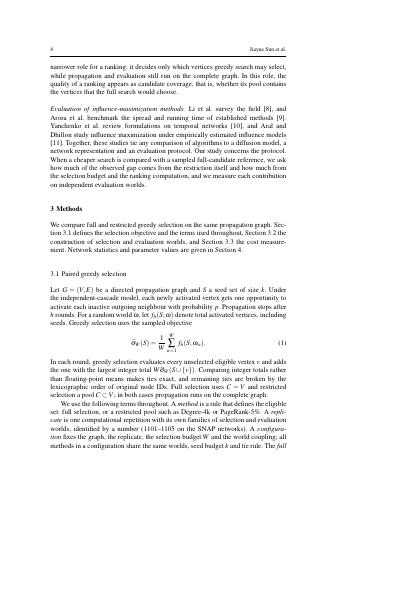 4 Jiayue Sun et al.
narrower role for a ranking: it decides only which vertices greedy search may select,
while propagation and evaluation still run on the complete graph. In this role, the
quality of a ranking appears as candidate coverage, that is, whether its pool contains
the vertices that the full search would choose.
Evaluation of influence-maximization methods. Li et al. survey the field [8], and
Arora et al. benchmark the spread and running time of established methods [9].
Yanchenko et al. review formulations on temporal networks [10], and Aral and
Dhillon study influence maximization under empirically estimated influence models
[11]. Together, these studies tie any comparison of algorithms to a diffusion model, a
network representation and an evaluation protocol. Our study concerns the protocol.
When a cheaper search is compared with a sampled full-candidate reference, we ask
how much of the observed gap comes from the restriction itself and how much from
the selection budget and the ranking computation, and we measure each contribution
on independent evaluation worlds.
3 Methods
We compare full and restricted greedy selection on the same propagation graph. Sec-
tion 3.1 defines the selection objective and the terms used throughout, Section 3.2 the
construction of selection and evaluation worlds, and Section 3.3 the cost measure-
ment. Network statistics and parameter values are given in Section 4.
3.1 Paired greedy selection
Let G = (V,E) be a directed propagation graph and S a seed set of size k. Under
the independent-cascade model, each newly activated vertex gets one opportunity to
activate each inactive outgoing neighbour with probability p. Propagation stops after
h rounds. For a random world ω, let f_h(S;ω) denote total activated vertices, including
seeds. Greedy selection uses the sampled objective
σ̂_W(S) = 1/W ∑_{w=1}^{W} f_h(S;ω_w). (1)
In each round, greedy selection evaluates every unselected eligible vertex v and adds
the one with the largest integer total Wσ̂_W(S∪{v}). Comparing integer totals rather
than floating-point means makes ties exact, and remaining ties are broken by the
lexicographic order of original node IDs. Full selection uses C = V and restricted
selection a pool C ⊂ V; in both cases propagation runs on the complete graph.
We use the following terms throughout. A method is a rule that defines the eligible
set: full selection, or a restricted pool such as Degree-4k or PageRank-5%. A repli-
cate is one computational repetition with its own families of selection and evaluation
worlds, identified by a number (1101–1105 on the SNAP networks). A configura-
tion fixes the graph, the replicate, the selection budget W and the world coupling; all
methods in a configuration share the same worlds, seed budget k and tie rule. The full